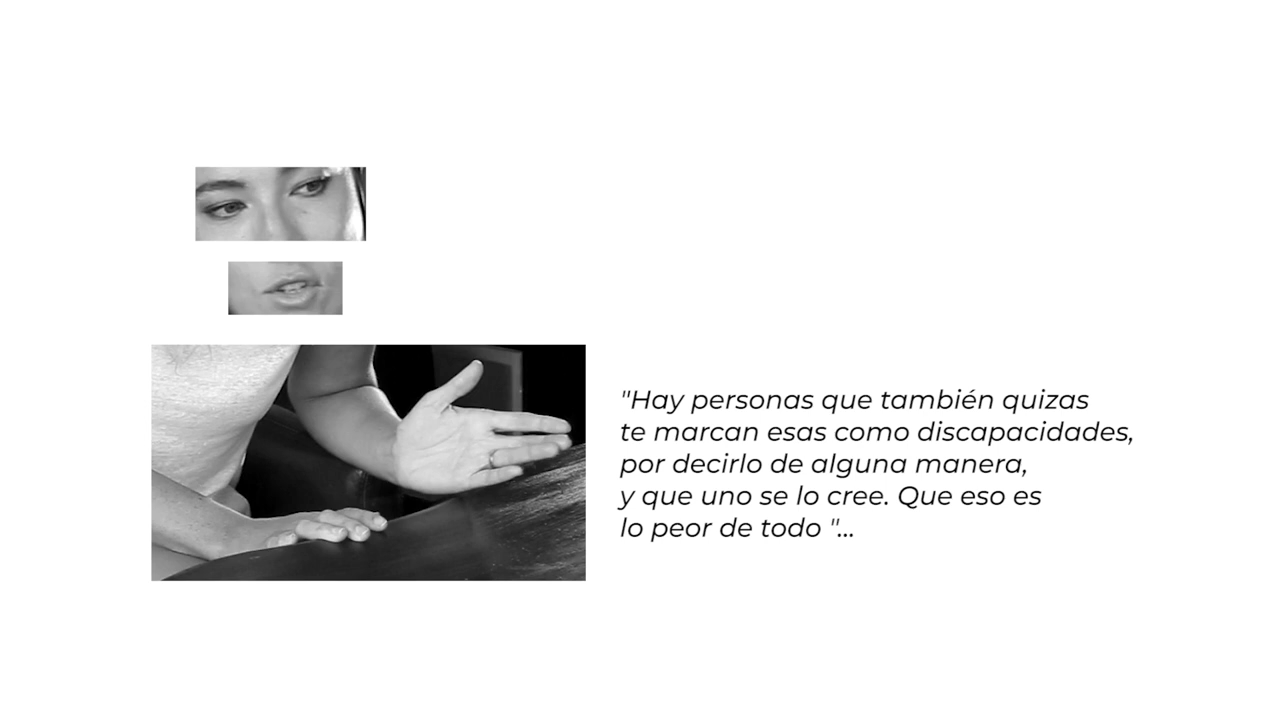 "Hay personas que también quizas
te marcan esas como discapacidades,
por decirlo de alguna manera,
y que uno se lo cree. Que eso es
lo peor de todo "...